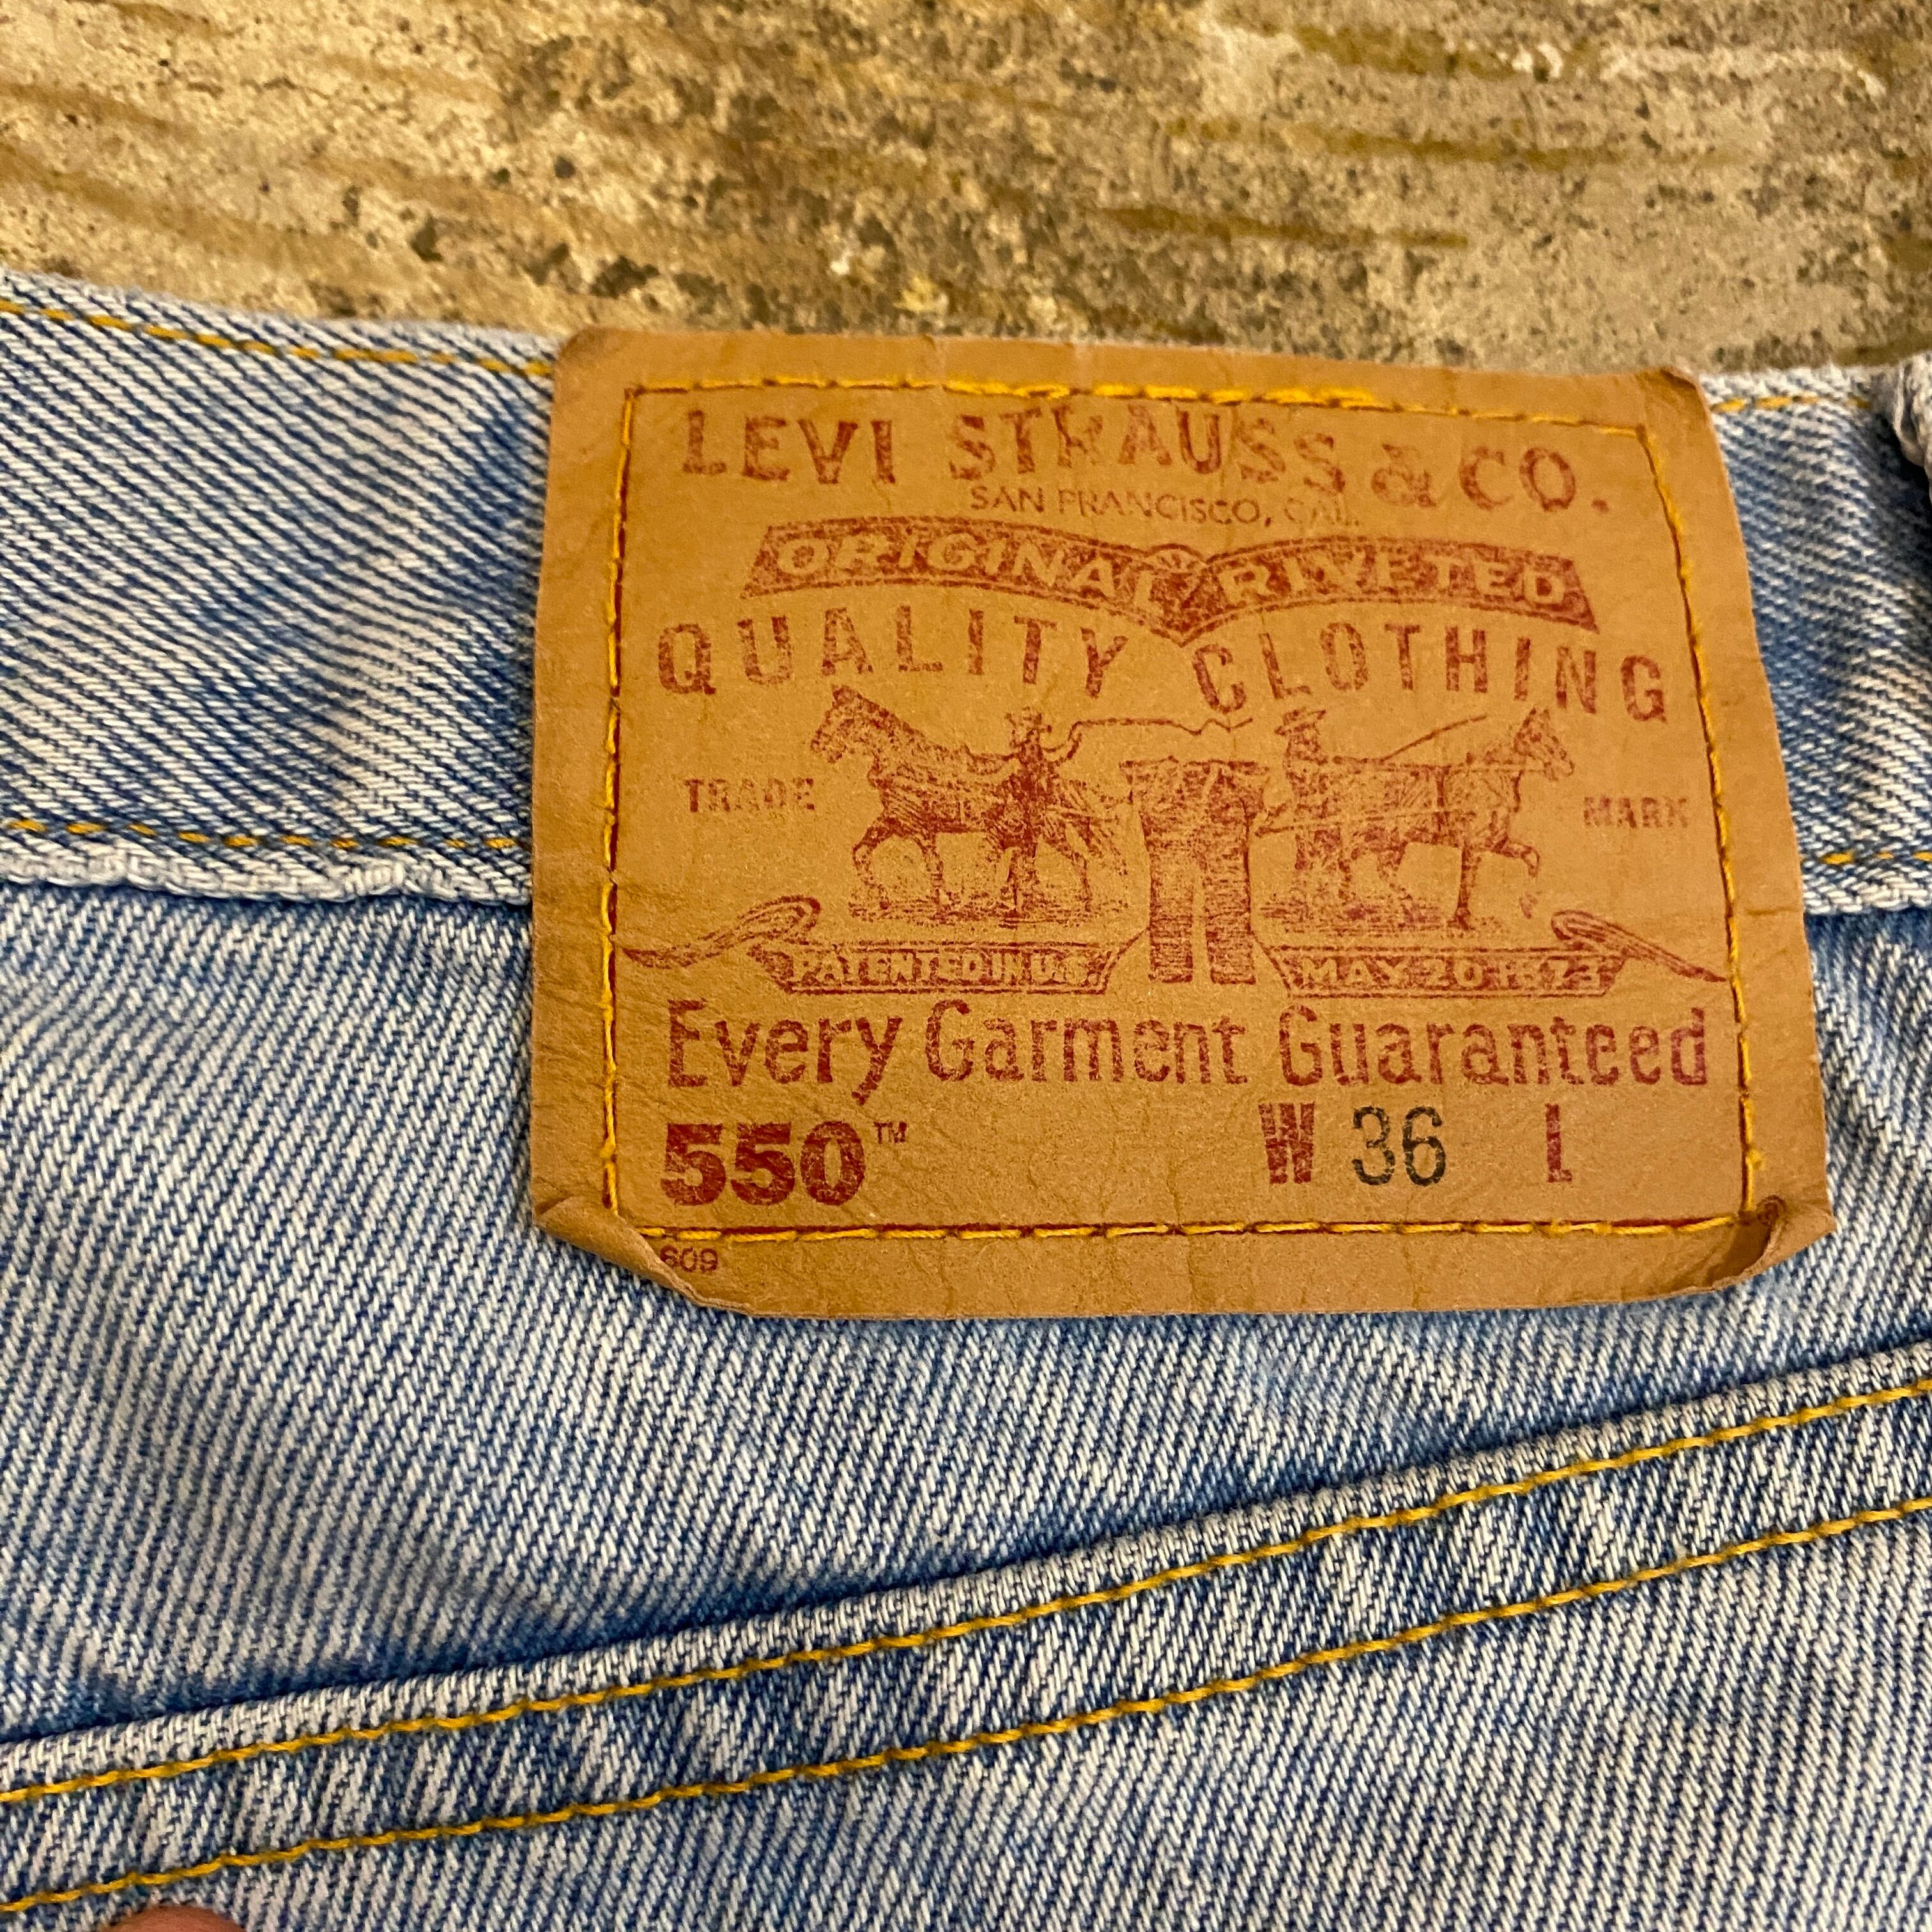 LEVI STRAUSS & CO.
SAN FRANCISCO, CAL.
ORIGINAL RIVETED
QUALITY CLOTHING
TRADE MARK
PATENTED IN U.S. MAY 20 1873
Every Garment Guaranteed
550™ W 36 L
609